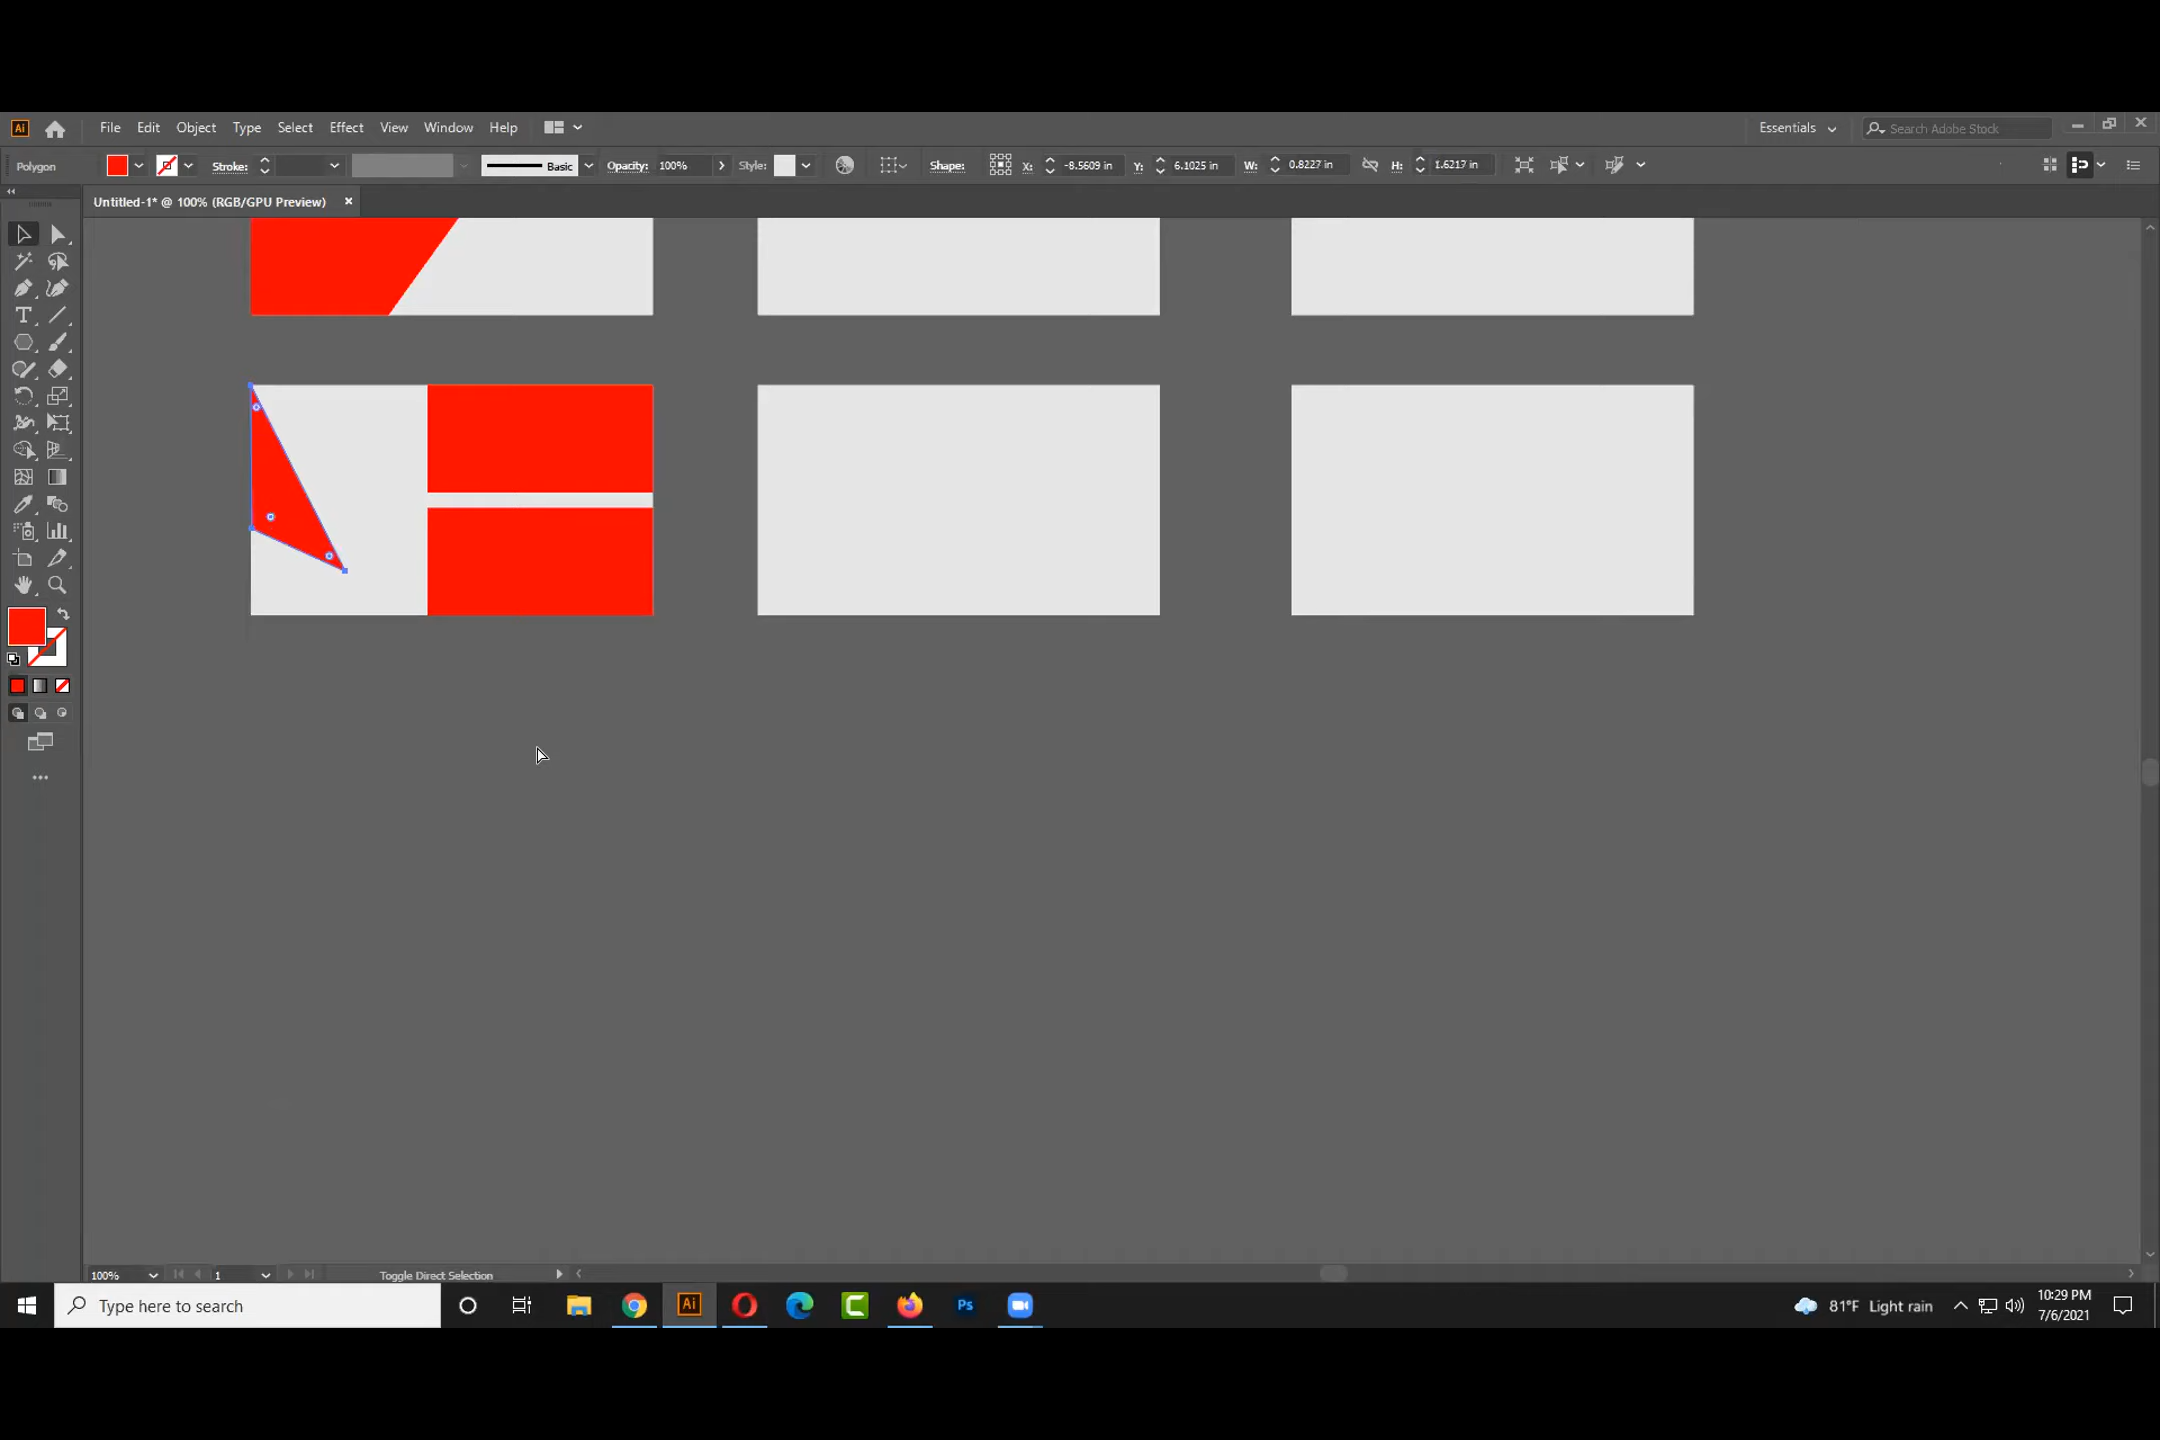 Ai File Edit Object Type Select Effect View Window Help Essentials Search Adobe Stock
Polygon Stroke: Basic Opacity: 100% Style: Shape: X: -8.5609 in Y: 6.1025 in W: 0.8227 in H: 1.6217 in
Untitled-1* @ 100% (RGB/GPU Preview)
100% 1 Toggle Direct Selection
Type here to search Ai Ps 81°F Light rain 10:29 PM
7/6/2021